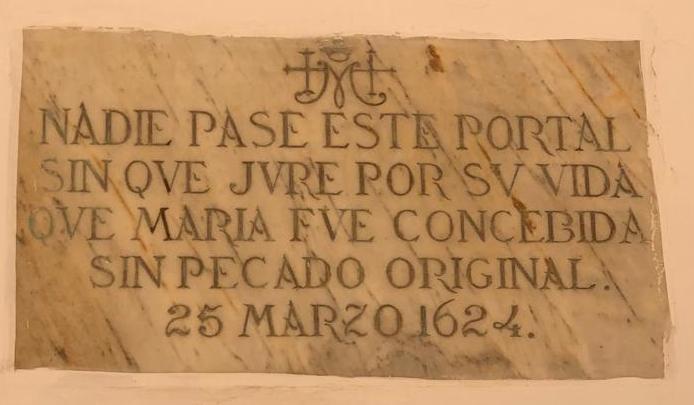 NADIE PASE ESTE PORTAL
SIN QVE JVRE POR SV VIDA
QVE MARIA FVE CONCEBIDA
SIN PECADO ORIGINAL.
25 MARZO 1624.